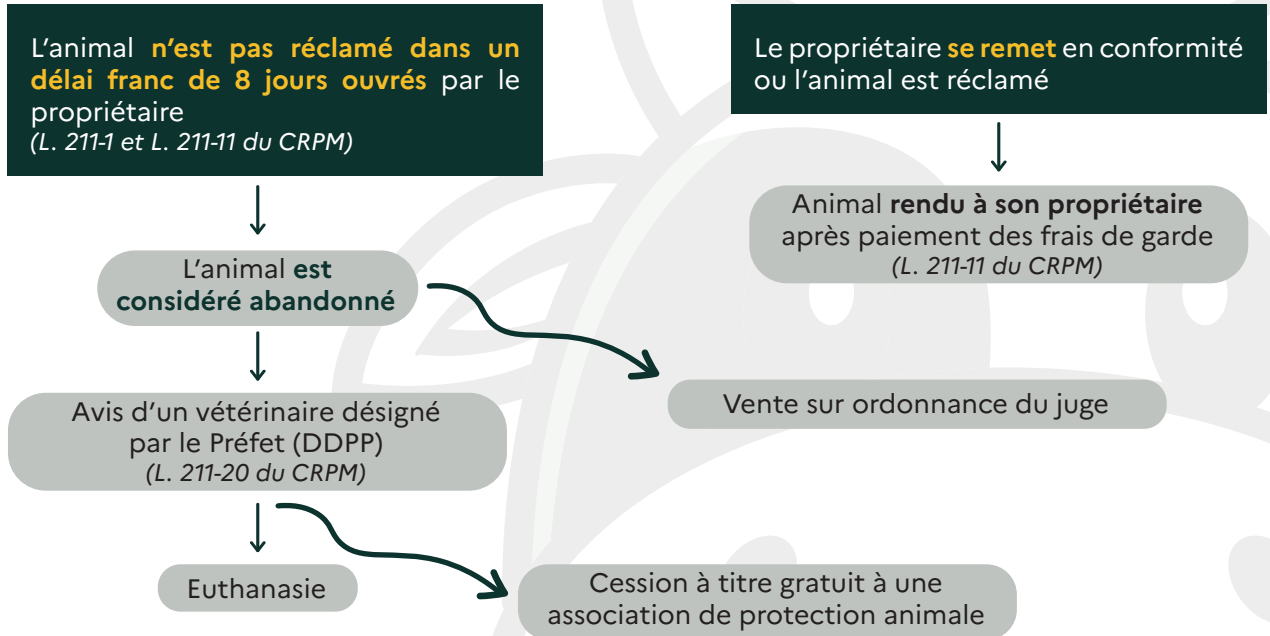 L'animal n'est pas réclamé dans un
délai franc de 8 jours ouvrés par le
propriétaire
(L. 211-1 et L. 211-11 du CRPM)
Le propriétaire se remet en conformité
ou l'animal est réclamé
Animal rendu à son propriétaire
après paiement des frais de garde
(L. 211-11 du CRPM)
L'animal est
considéré abandonné
Vente sur ordonnance du juge
Avis d'un vétérinaire désigné
par le Préfet (DDPP)
(L. 211-20 du CRPM)
Euthanasie
Cession à titre gratuit à une
association de protection animale